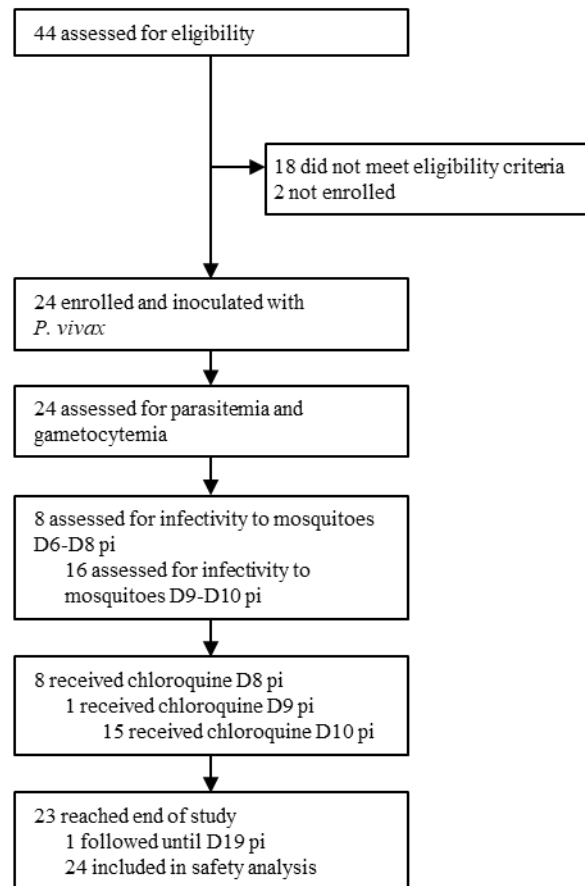 44 assessed for eligibility
18 did not meet eligibility criteria
2 not enrolled
24 enrolled and inoculated with
P. vivax
24 assessed for parasitemia and
gametocytemia
8 assessed for infectivity to mosquitoes
D6-D8 pi
16 assessed for infectivity to
mosquitoes D9-D10 pi
8 received chloroquine D8 pi
1 received chloroquine D9 pi
15 received chloroquine D10 pi
23 reached end of study
1 followed until D19 pi
24 included in safety analysis